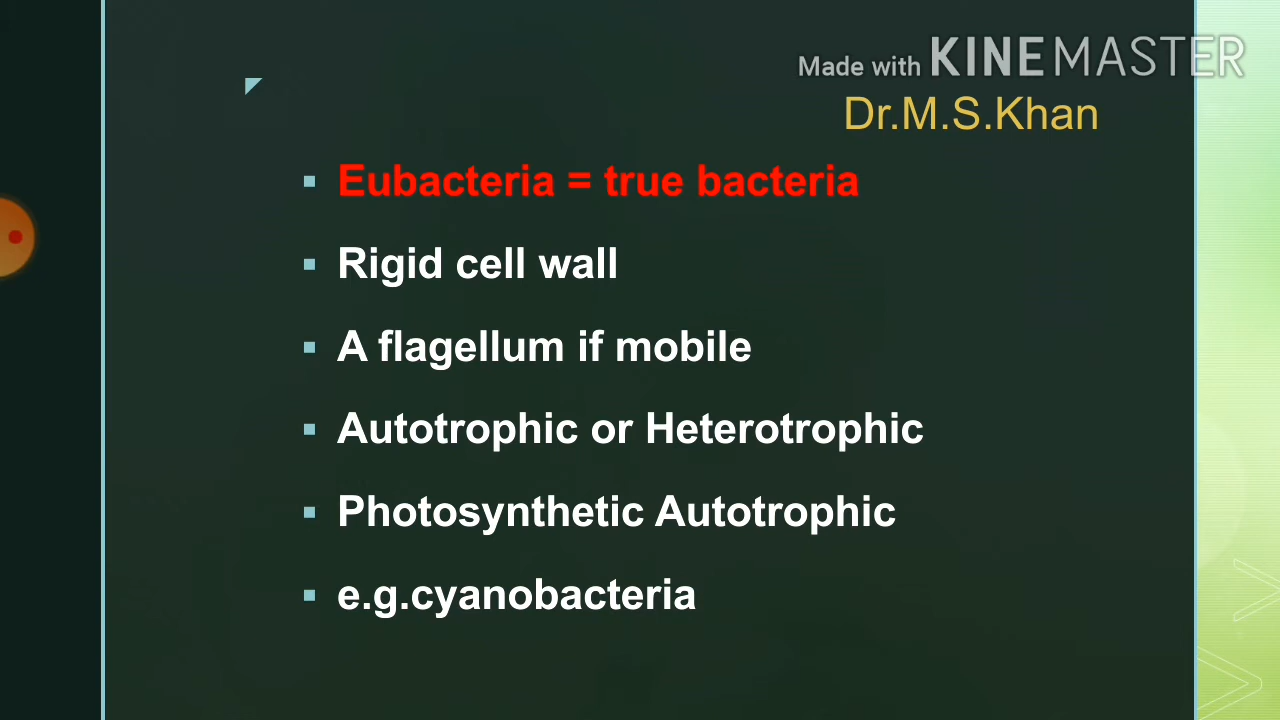 Made with KINEMASTER
Dr.M.S.Khan
Eubacteria = true bacteria
Rigid cell wall
A flagellum if mobile
Autotrophic or Heterotrophic
Photosynthetic Autotrophic
e.g.cyanobacteria